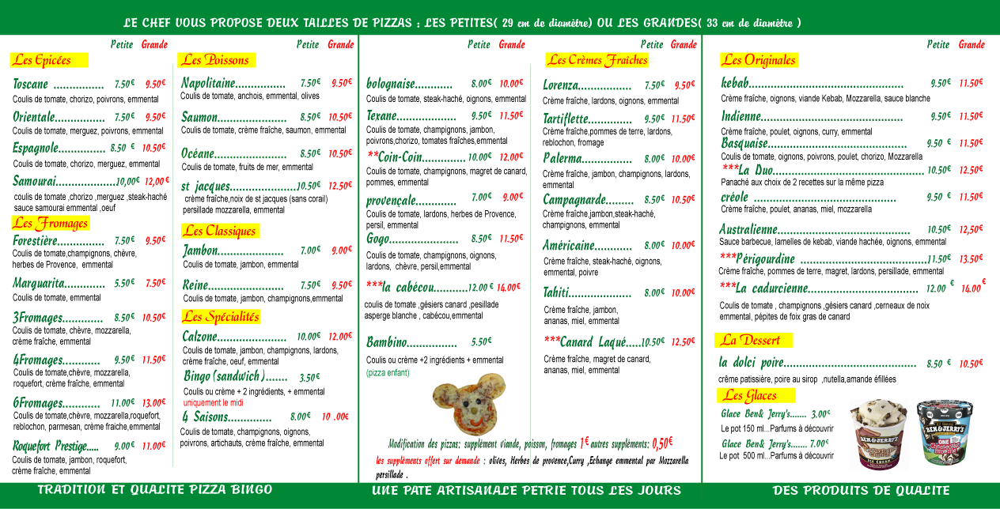 LE CHEF VOUS PROPOSE DEUX TAILLES DE PIZZAS : LES PETITES( 29 cm de diamètre) OU LES GRANDES( 33 cm de diamètre )
Petite Grande
Les Epicées
Toscane ................ 7.50€ 9.50€
Coulis de tomate, chorizo, poivrons, emmental
Orientale................ 7.50€ 9.50€
Coulis de tomate, merguez, poivrons, emmental
Espagnole............... 8.50 € 10.50€
Coulis de tomate, chorizo, merguez, emmental
Samourai...................10,00€ 12,00€
coulis de tomate ,chorizo ,merguez ,steak-haché
sauce samourai emmental ,oeuf
Les Fromages
Forestière............... 7.50€ 9.50€
Coulis de tomate,champignons, chèvre,
herbes de Provence, emmental
Marguarita............. 5.50€ 7.50€
Coulis de tomate, emmental
3Fromages............. 8.50€ 10.50€
Coulis de tomate, chèvre, mozzarella,
crème fraîche, emmental
4Fromages............ 9.50€ 11.50€
Coulis de tomate,chèvre, mozzarella,
roquefort, crème fraîche, emmental
6Fromages............ 11.00€ 13.00€
Coulis de tomate,chèvre, mozzarella,roquefort,
reblochon, parmesan, crème fraiche,emmental
Roquefort Prestige..... 9.00€ 11.00€
Coulis de tomate, jambon, roquefort,
crème fraîche, emmental
Petite Grande
Les Poissons
Napolitaine................ 7.50€ 9.50€
Coulis de tomate, anchois, emmental, olives
Saumon..................... 8.50€ 10.50€
Coulis de tomate, crème fraîche, saumon, emmental
Océane....................... 8.50€ 10.50€
Coulis de tomate, fruits de mer, emmental
st jacques.....................10.50€ 12.50€
crème fraîche,noix de st jacques (sans corail)
persillade mozzarella, emmental
Les Classiques
Jambon...................... 7.00€ 9.00€
Coulis de tomate, jambon, emmental
Reine......................... 7.50€ 9.50€
Coulis de tomate, jambon, champignons,emmental
Les Spécialités
Calzone...................... 10.00€ 12.00€
Coulis de tomate, jambon, champignons, lardons,
crème fraîche, oeuf, emmental
Bingo (sandwich )....... 3.50€
Coulis ou crème + 2 ingrédients, + emmental
uniquement le midi
4 Saisons.............. 8.00€ 10 .00€
Coulis de tomate, champignons, oignons,
poivrons, artichauts, crème fraîche, emmental
Petite Grande
bolognaise............ 8.00€ 10.00€
Coulis de tomate, steak-haché, oignons, emmental
Texane................... 9.50€ 11.50€
Coulis de tomate, champignons, jambon,
poivrons,chorizo, tomates fraîches,emmental
**Coin-Coin..............10.00€ 12.00€
Coulis de tomate, champignons, magret de canard,
pommes, emmental
provençale............. 7.00€ 9.00€
Coulis de tomate, lardons, herbes de Provence,
persil, emmental
Gogo...................... 8.50€ 11.50€
Coulis de tomate, champignons, oignons,
lardons, chèvre, persil,emmental
***la cabécou...........12.00 € 14.00€
coulis de tomate ,gésiers canard ,pesillade
asperge blanche , cabécou,emmental
Bambino................ 5.50€
Coulis ou crème +2 ingrédients + emmental
(pizza enfant)
Les Crèmes Fraîches
Petite Grande
Lorenza................. 7.50€ 9.50€
Crème fraîche, lardons, oignons, emmental
Tartiflette.............. 9.50€ 11.50€
Crème fraîche,pommes de terre, lardons,
reblochon, fromage
Palerma................ 8.00€ 10.00€
Crème fraîche, jambon, champignons, lardons,
emmental
Campagnarde......... 8.50€ 10.50€
Crème fraîche,jambon,steak-haché,
champignons, emmental
Américaine............ 8.00€ 10.00€
Crème fraîche, steak-haché, oignons,
emmental, poivre
Tahiti.................... 8.00€ 10.00€
Crème fraîche, jambon,
ananas, miel, emmental
***Canard Laqué.....10.50€ 12.50€
Crème fraîche, magret de canard,
ananas, miel, emmental
Modification des pizzas: supplément viande, poisson, fromages 1€ autres suppléments: 0,50€
les suppléments offert sur demande : olives, Herbes de provence,Curry ,Echange emmental par Mozzarella
persillade .
Petite Grande
Les Originales
kebab................................................. 9.50€ 11.50€
Crème fraîche, oignons, viande Kebab, Mozzarella, sauce blanche
Indienne............................................. 9.50€ 11.50€
Crème fraîche, poulet, oignons, curry, emmental
Basquaise............................................ 9.50 € 11.50€
Coulis de tomate, oignons, poivrons, poulet, chorizo, Mozzarella
***La Duo................................................ 10.50€ 12.50€
Panaché aux choix de 2 recettes sur la même pizza
créole .................................................... 9.50 € 11.50€
Crème fraîche, poulet, ananas, miel, mozzarella
Australienne.......................................... 10.50€ 12,50€
Sauce barbecue, lamelles de kebab, viande hachée, oignons, emmental
***Périgourdine ........................................11.50€ 13.50€
Crème fraîche, pommes de terre, magret, lardons, persillade, emmental
***La cadurcienne..................................... 12.00 € 14.00€
Coulis de tomate , champignons ,gésiers canard ,cerneaux de noix
emmental, pépites de foix gras de canard
La Dessert
la dolci poire.......................................... 8.50 € 10.50€
crême patissière, poire au sirop ,nutella,amande éfillées
Les Glaces
Glace Ben& Jerry's....... 3.00€
Le pot 150 ml...Parfums à découvrir
Glace Ben& Jerry's....... 7.00€
Le pot 500 ml...Parfums à découvrir
BEN&JERRY'S
ICE CREAM
BEN&JERRY'S
ONE
Cheesecake
Brownie
TRADITION ET QUALITE PIZZA BINGO
UNE PATE ARTISANALE PETRIE TOUS LES JOURS
DES PRODUITS DE QUALITE